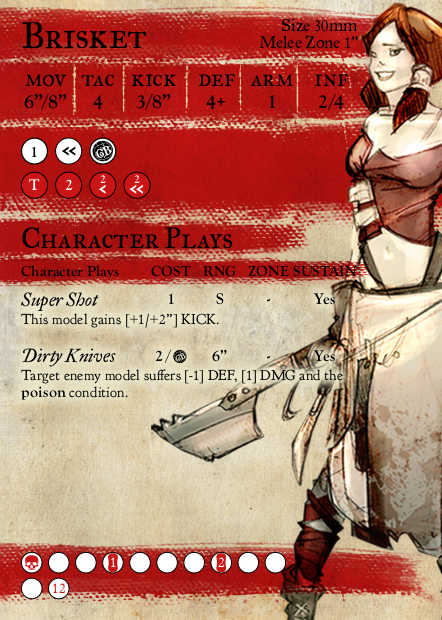 Brisket
Size 30mm
Melee Zone 1"
MOV TAC KICK DEF ARM INF
6"/8" 4 3/8" 4+ 1 2/4
1 << GB
T 2 2 < 2 <<
Character Plays
Character Plays COST RNG ZONE SUSTAIN
Super Shot 1 S - Yes
This model gains [+1/+2"] KICK.
Dirty Knives 2/GB 6" - Yes
Target enemy model suffers [-1] DEF, [1] DMG and the
poison condition.
1 2
12